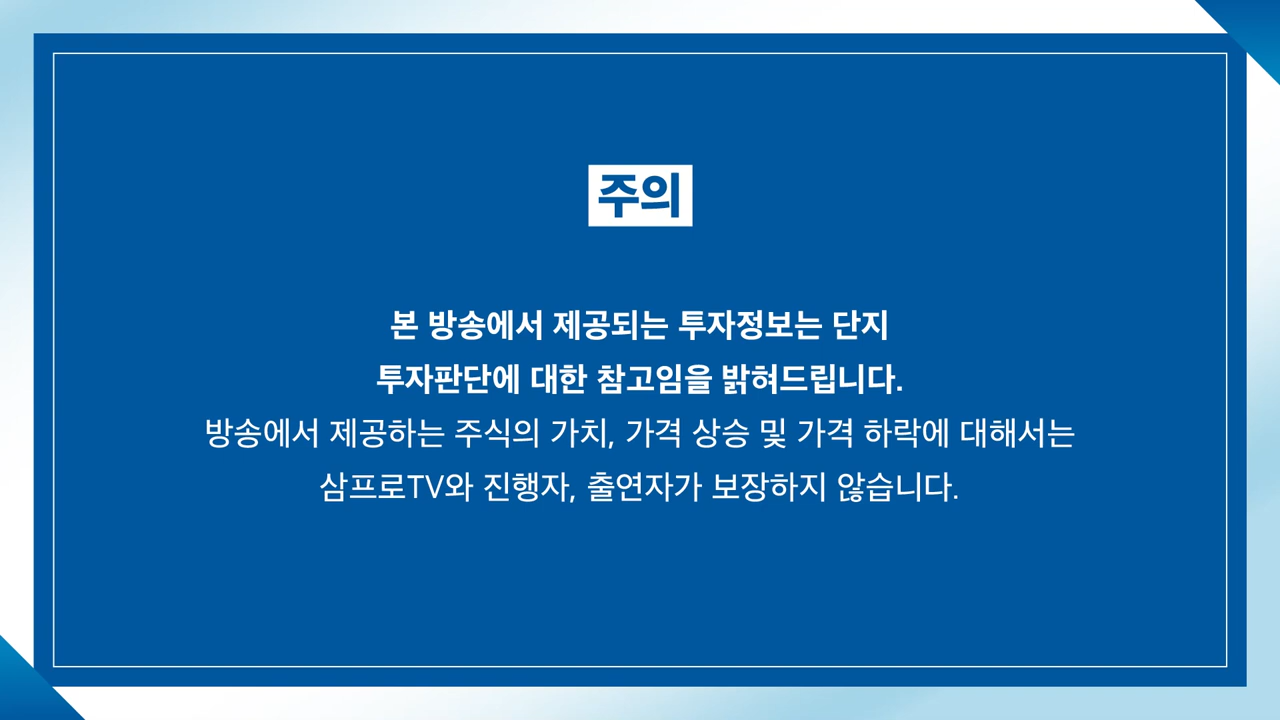 주의
본 방송에서 제공되는 투자정보는 단지
투자판단에 대한 참고임을 밝혀드립니다.
방송에서 제공하는 주식의 가치, 가격 상승 및 가격 하락에 대해서는
삼프로TV와 진행자, 출연자가 보장하지 않습니다.